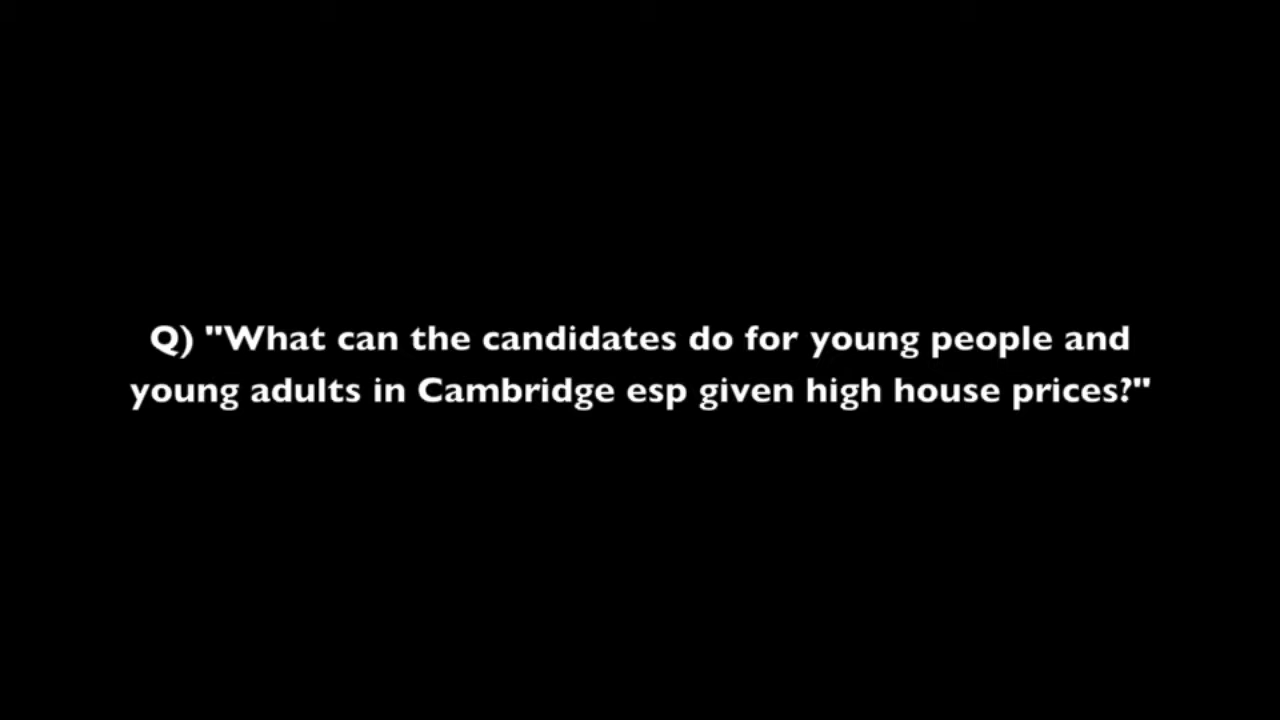 Q) "What can the candidates do for young people and
young adults in Cambridge esp given high house prices?"